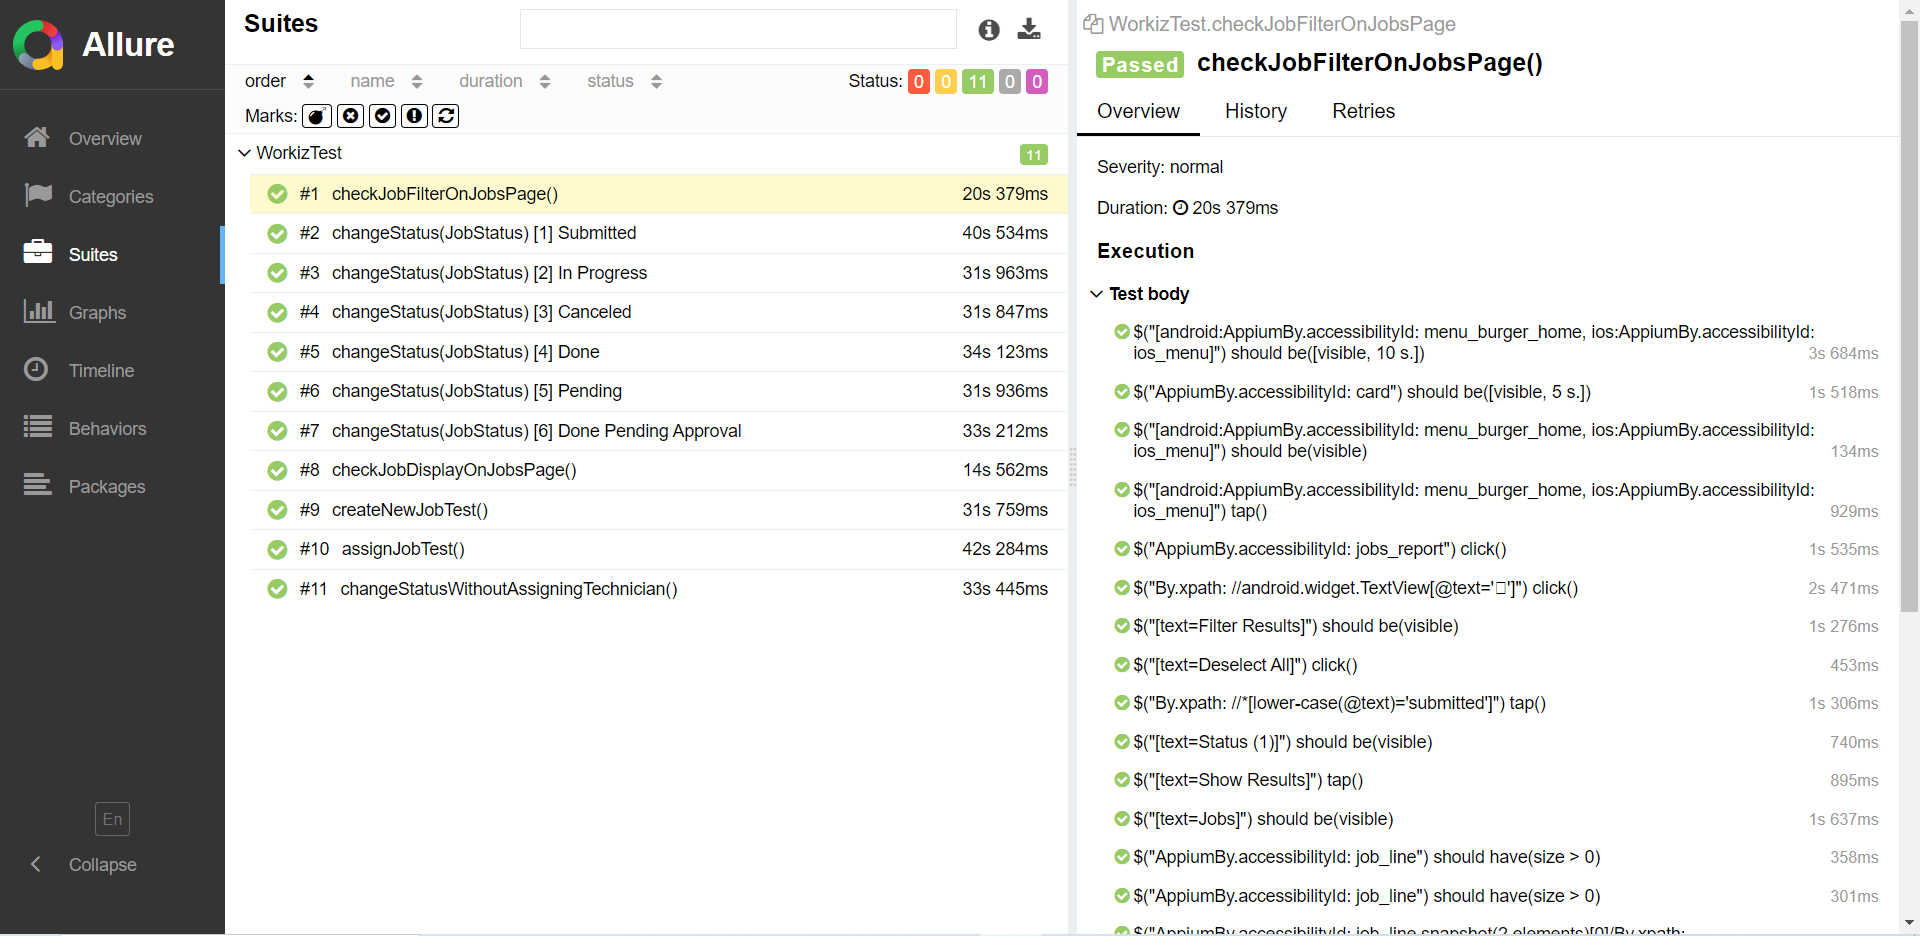 Allure
Overview
Categories
Suites
Graphs
Timeline
Behaviors
Packages
En
Collapse
Suites
order name duration status Status: 0 0 11 0 0
Marks:
WorkizTest 11
#1 checkJobFilterOnJobsPage() 20s 379ms
#2 changeStatus(JobStatus) [1] Submitted 40s 534ms
#3 changeStatus(JobStatus) [2] In Progress 31s 963ms
#4 changeStatus(JobStatus) [3] Canceled 31s 847ms
#5 changeStatus(JobStatus) [4] Done 34s 123ms
#6 changeStatus(JobStatus) [5] Pending 31s 936ms
#7 changeStatus(JobStatus) [6] Done Pending Approval 33s 212ms
#8 checkJobDisplayOnJobsPage() 14s 562ms
#9 createNewJobTest() 31s 759ms
#10 assignJobTest() 42s 284ms
#11 changeStatusWithoutAssigningTechnician() 33s 445ms
WorkizTest.checkJobFilterOnJobsPage
Passed checkJobFilterOnJobsPage()
Overview History Retries
Severity: normal
Duration: 20s 379ms
Execution
Test body
$("[android:AppiumBy.accessibilityId: menu_burger_home, ios:AppiumBy.accessibilityId:
ios_menu]") should be([visible, 10 s.]) 3s 684ms
$("AppiumBy.accessibilityId: card") should be([visible, 5 s.]) 1s 518ms
$("[android:AppiumBy.accessibilityId: menu_burger_home, ios:AppiumBy.accessibilityId:
ios_menu]") should be(visible) 134ms
$("[android:AppiumBy.accessibilityId: menu_burger_home, ios:AppiumBy.accessibilityId:
ios_menu]") tap() 929ms
$("AppiumBy.accessibilityId: jobs_report") click() 1s 535ms
$("By.xpath: //android.widget.TextView[@text='▯']") click() 2s 471ms
$("[text=Filter Results]") should be(visible) 1s 276ms
$("[text=Deselect All]") click() 453ms
$("By.xpath: //*[lower-case(@text)='submitted']") tap() 1s 306ms
$("[text=Status (1)]") should be(visible) 740ms
$("[text=Show Results]") tap() 895ms
$("[text=Jobs]") should be(visible) 1s 637ms
$("AppiumBy.accessibilityId: job_line") should have(size > 0) 358ms
$("AppiumBy.accessibilityId: job_line") should have(size > 0) 301ms
$("AppiumBy.accessibilityId: job_line.snapshot(2 elements)[0]/By.xpath: